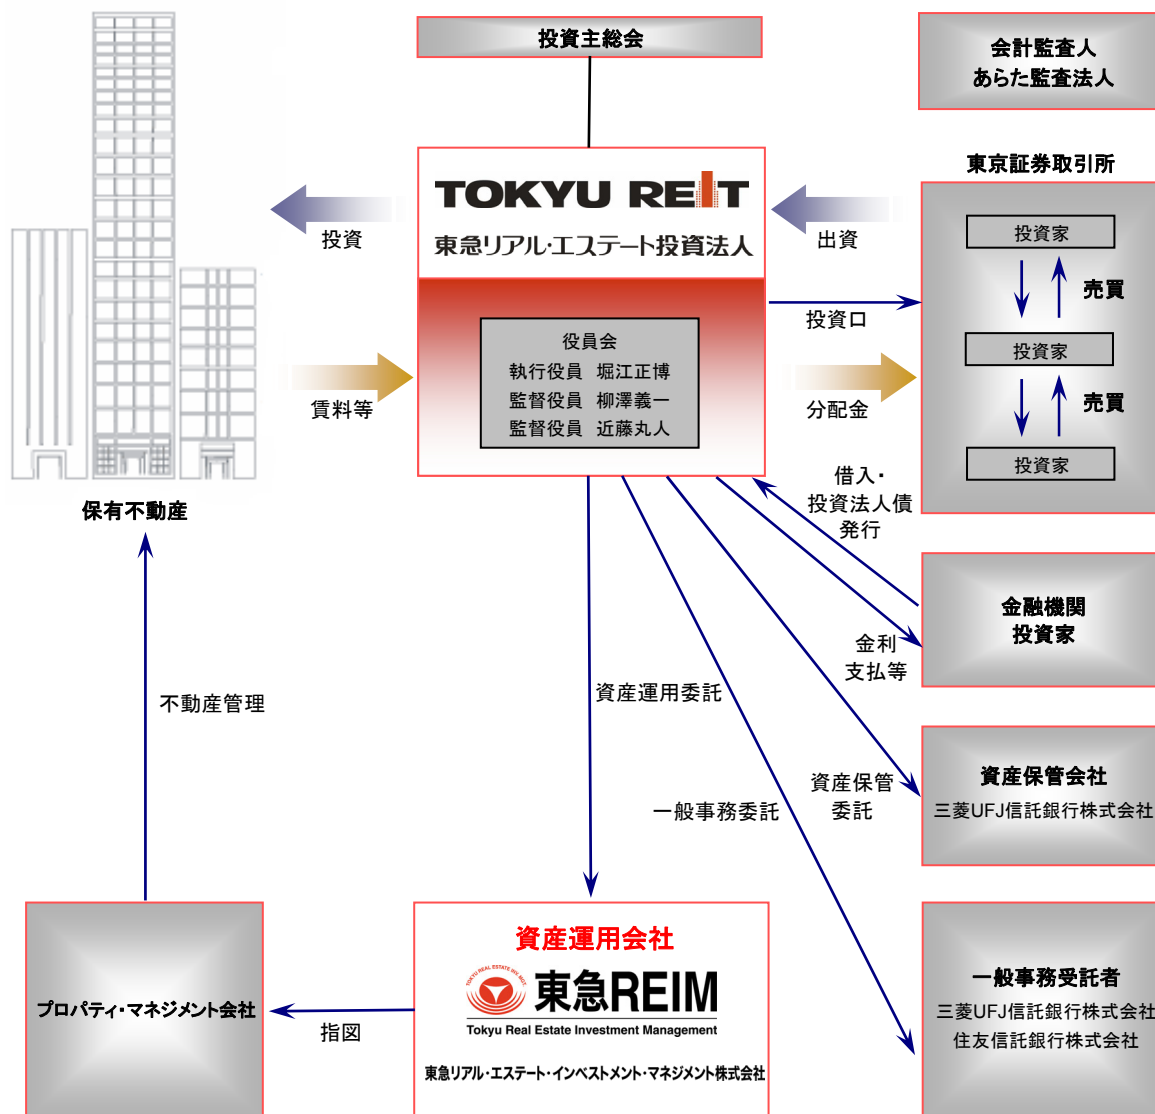 投資主総会
会計監査人
あらた監査法人
東京証券取引所
TOKYU REIT
東急リアル・エステート投資法人
投資
出資
投資家
売買
投資口
役員会
執行役員 堀江正博
監督役員 柳澤義一
監督役員 近藤丸人
投資家
賃料等
分配金
売買
投資家
保有不動産
借入・
投資法人債
発行
金融機関
投資家
金利
支払等
不動産管理
資産運用委託
資産保管会社
三菱UFJ信託銀行株式会社
資産保管
委託
一般事務委託
資産運用会社
TOKYU REAL ESTATE INV. MGT.
東急REIM
Tokyu Real Estate Investment Management
東急リアル・エステート・インベストメント・マネジメント株式会社
プロパティ・マネジメント会社
指図
一般事務受託者
三菱UFJ信託銀行株式会社
住友信託銀行株式会社